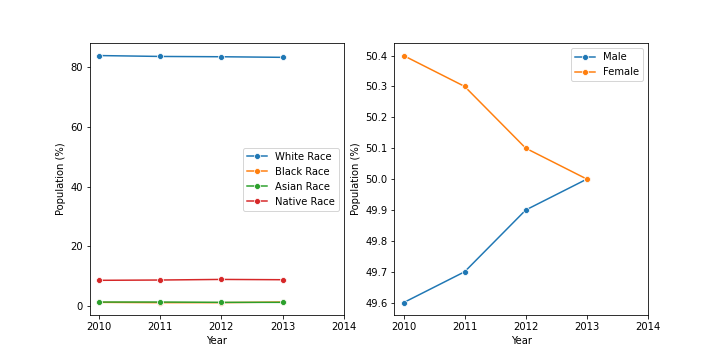 80
60
40
20
0
Population (%)
2010 2011 2012 2013 2014
Year
White Race
Black Race
Asian Race
Native Race
50.4
50.3
50.2
50.1
50.0
49.9
49.8
49.7
49.6
Population (%)
2010 2011 2012 2013 2014
Year
Male
Female